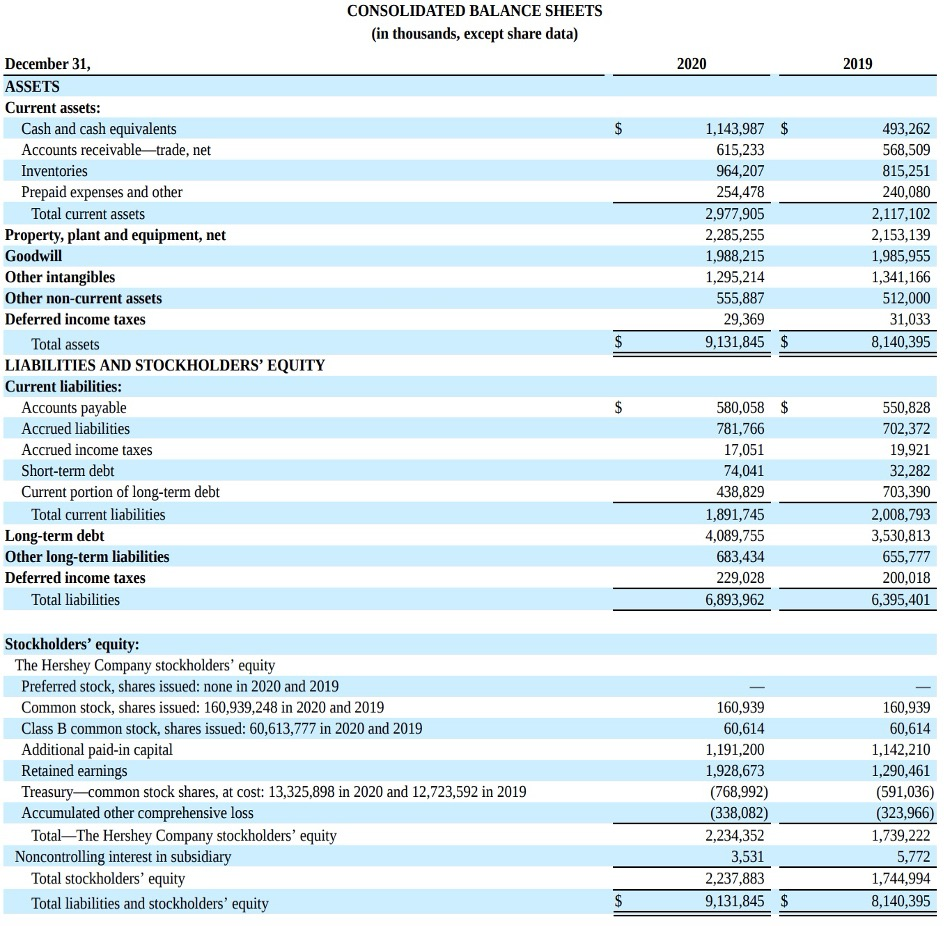 CONSOLIDATED BALANCE SHEETS
(in thousands, except share data)
December 31, 2020 2019
ASSETS
Current assets:
Cash and cash equivalents $ 1,143,987 $ 493,262
Accounts receivable—trade, net 615,233 568,509
Inventories 964,207 815,251
Prepaid expenses and other 254,478 240,080
Total current assets 2,977,905 2,117,102
Property, plant and equipment, net 2,285,255 2,153,139
Goodwill 1,988,215 1,985,955
Other intangibles 1,295,214 1,341,166
Other non-current assets 555,887 512,000
Deferred income taxes 29,369 31,033
Total assets $ 9,131,845 $ 8,140,395
LIABILITIES AND STOCKHOLDERS’ EQUITY
Current liabilities:
Accounts payable $ 580,058 $ 550,828
Accrued liabilities 781,766 702,372
Accrued income taxes 17,051 19,921
Short-term debt 74,041 32,282
Current portion of long-term debt 438,829 703,390
Total current liabilities 1,891,745 2,008,793
Long-term debt 4,089,755 3,530,813
Other long-term liabilities 683,434 655,777
Deferred income taxes 229,028 200,018
Total liabilities 6,893,962 6,395,401
Stockholders’ equity:
The Hershey Company stockholders’ equity
Preferred stock, shares issued: none in 2020 and 2019 — —
Common stock, shares issued: 160,939,248 in 2020 and 2019 160,939 160,939
Class B common stock, shares issued: 60,613,777 in 2020 and 2019 60,614 60,614
Additional paid-in capital 1,191,200 1,142,210
Retained earnings 1,928,673 1,290,461
Treasury—common stock shares, at cost: 13,325,898 in 2020 and 12,723,592 in 2019 (768,992) (591,036)
Accumulated other comprehensive loss (338,082) (323,966)
Total—The Hershey Company stockholders’ equity 2,234,352 1,739,222
Noncontrolling interest in subsidiary 3,531 5,772
Total stockholders’ equity 2,237,883 1,744,994
Total liabilities and stockholders’ equity $ 9,131,845 $ 8,140,395